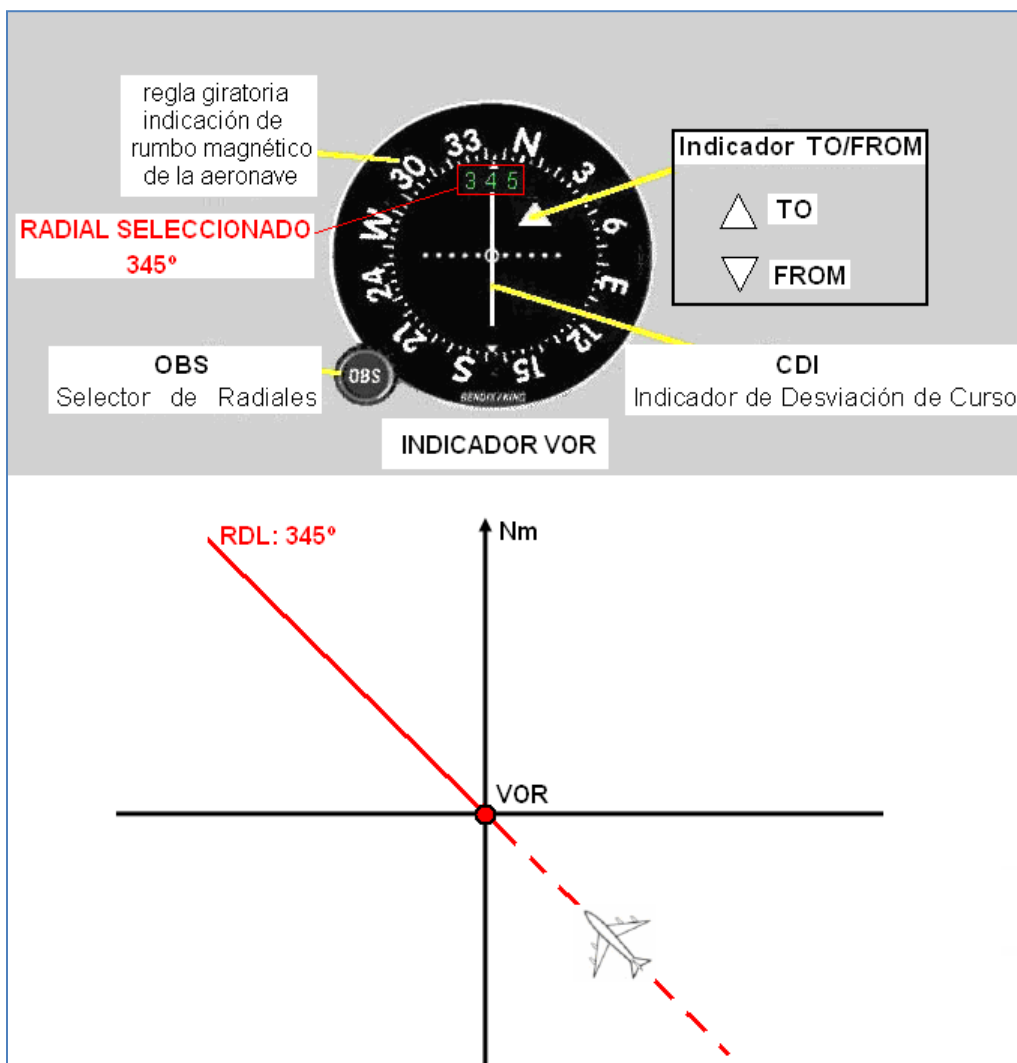 regla giratoria
indicación de
rumbo magnético
de la aeronave
RADIAL SELECCIONADO
345º
33
N
3
30
3 4 5
6
W
E
24
12
21
S
15
BENDIX/KING
OBS
Indicador TO/FROM
TO
FROM
OBS
Selector de Radiales
CDI
Indicador de Desviación de Curso
INDICADOR VOR
RDL: 345º
Nm
VOR